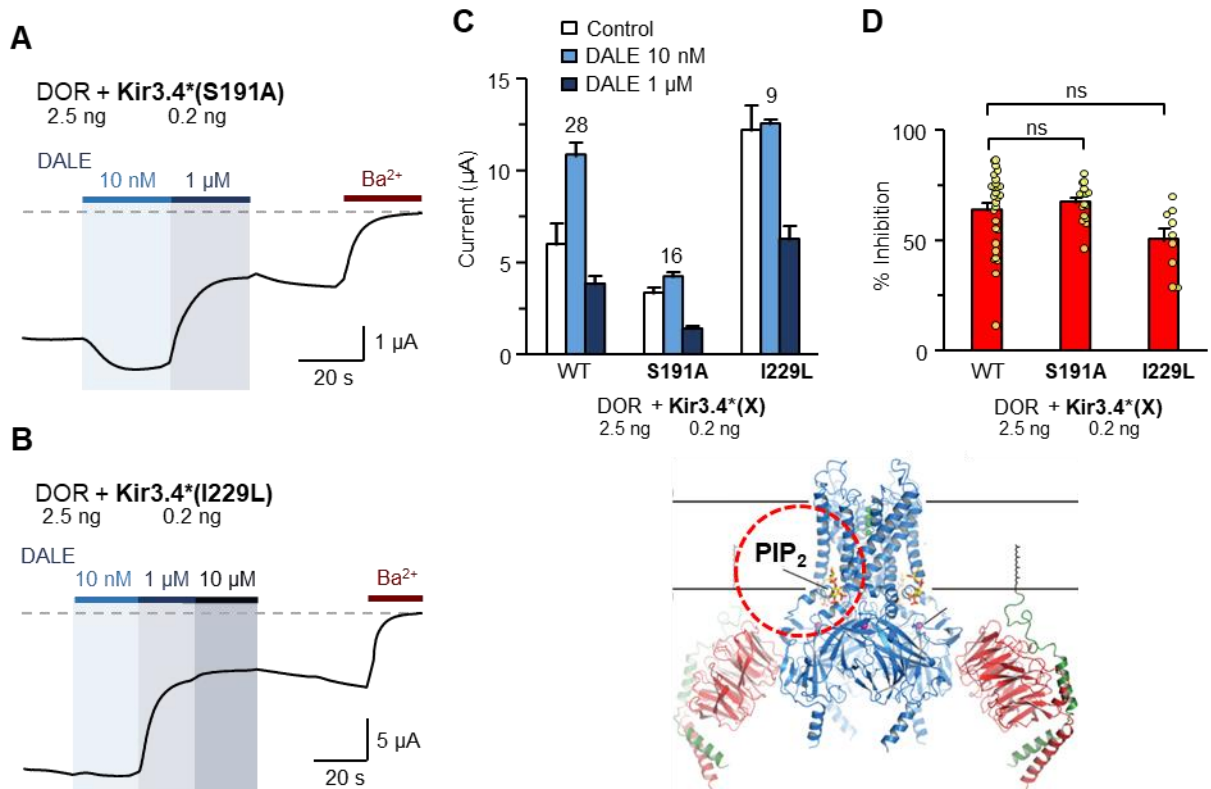 A
DOR + Kir3.4*(S191A)
2.5 ng 0.2 ng
DALE
10 nM 1 µM Ba²⁺
1 µA
20 s
B
DOR + Kir3.4*(I229L)
2.5 ng 0.2 ng
DALE
10 nM 1 µM 10 µM Ba²⁺
5 µA
20 s
C
Control
DALE 10 nM
DALE 1 µM
Current (µA)
15
10
5
0
28
16
9
WT S191A I229L
DOR + Kir3.4*(X)
2.5 ng 0.2 ng
D
ns
ns
% Inhibition
100
50
0
WT S191A I229L
DOR + Kir3.4*(X)
2.5 ng 0.2 ng
PIP₂